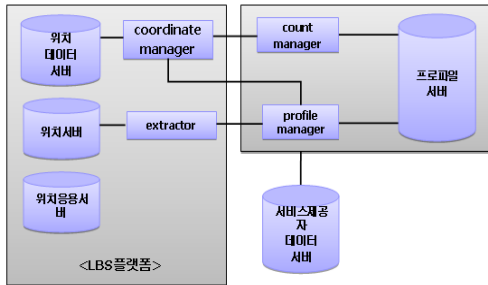 위치
데이터
서버
coordinate
manager
count
manager
프로파일
서버
위치서버
extractor
profile
manager
위치응용서
버
서비스제공
자
데이터
서버
<LBS플랫폼>